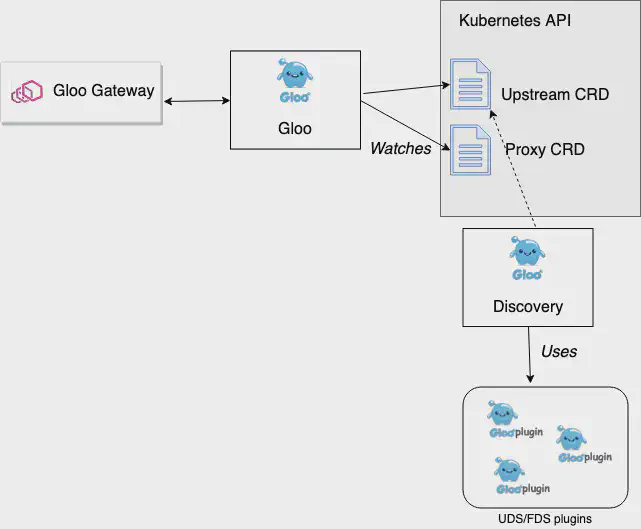 Kubernetes API
Gloo Gateway
Gloo
Gloo
Upstream CRD
Watches
Proxy CRD
Gloo
Discovery
Uses
Gloo plugin
Gloo plugin
Gloo plugin
UDS/FDS plugins